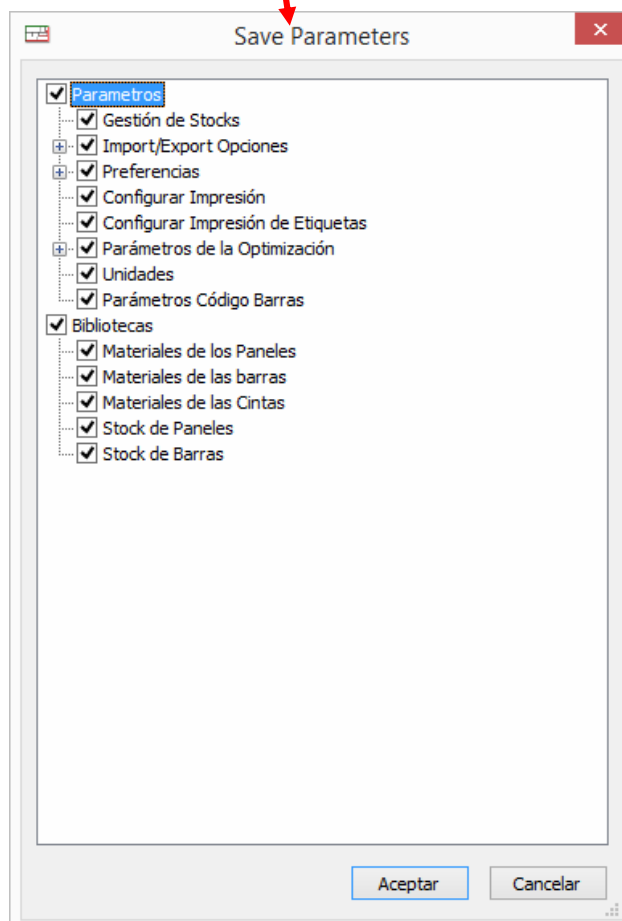 Save Parameters
Parametros
Gestión de Stocks
Import/Export Opciones
Preferencias
Configurar Impresión
Configurar Impresión de Etiquetas
Parámetros de la Optimización
Unidades
Parámetros Código Barras
Bibliotecas
Materiales de los Paneles
Materiales de las barras
Materiales de las Cintas
Stock de Paneles
Stock de Barras
Aceptar Cancelar